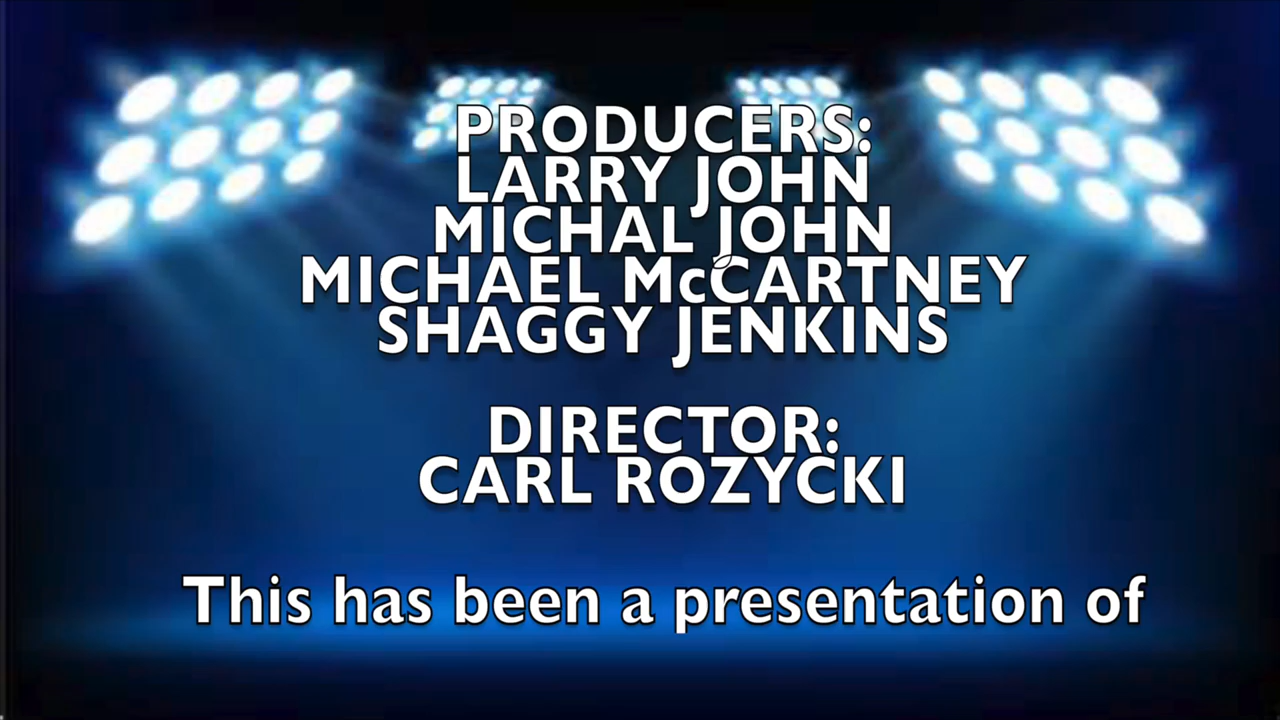 PRODUCERS:
LARRY JOHN
MICHAL JOHN
MICHAEL McCARTNEY
SHAGGY JENKINS
DIRECTOR:
CARL ROZYCKI
This has been a presentation of